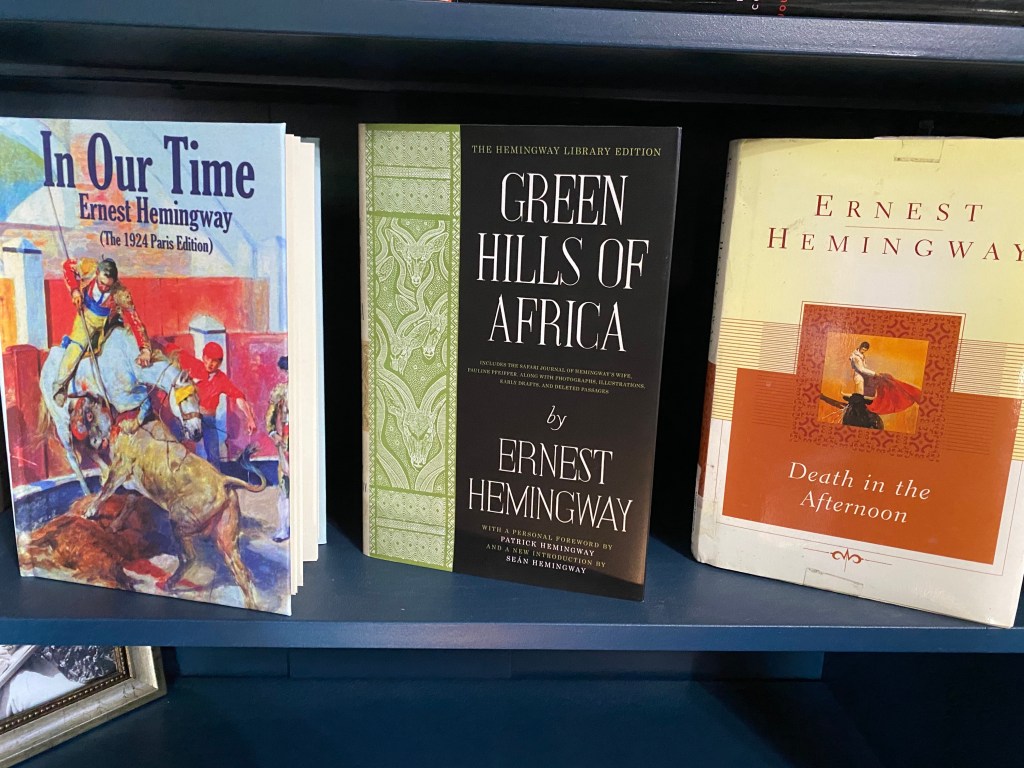 In Our Time
Ernest Hemingway
(The 1924 Paris Edition)
THE HEMINGWAY LIBRARY EDITION
GREEN
HILLS OF
AFRICA
INCLUDES THE SAFARI JOURNAL OF HEMINGWAY'S WIFE,
PAULINE PFEIFFER, ALONG WITH PHOTOGRAPHS, ILLUSTRATIONS,
EARLY DRAFTS, AND DELETED PASSAGES
by
ERNEST
HEMINGWAY
WITH A PERSONAL FOREWORD BY
PATRICK HEMINGWAY
AND A NEW INTRODUCTION BY
SEÁN HEMINGWAY
ERNEST
HEMINGWAY
Death in the
Afternoon